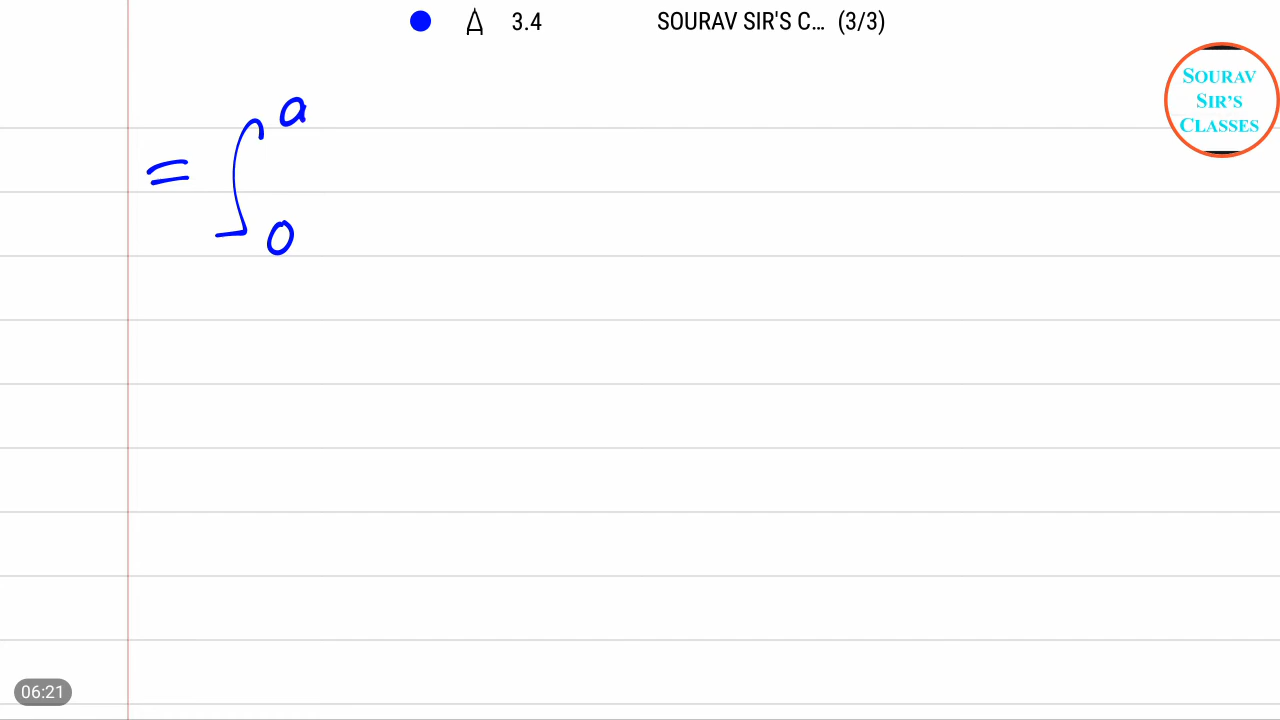 3.4 SOURAV SIR'S C... (3/3)
SOURAV
SIR'S
CLASSES
= ∫₀ᵃ
06:21